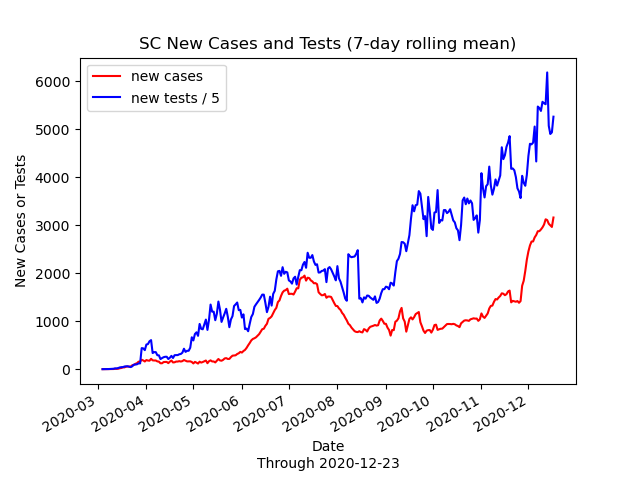 SC New Cases and Tests (7-day rolling mean)
new cases
new tests / 5
New Cases or Tests
6000
5000
4000
3000
2000
1000
0
2020-03
2020-04
2020-05
2020-06
2020-07
2020-08
2020-09
2020-10
2020-11
2020-12
Date
Through 2020-12-23